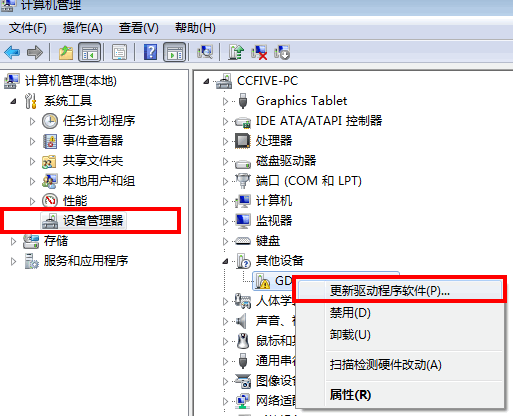 计算机管理
文件(F) 操作(A) 查看(V) 帮助(H)
计算机管理(本地)
系统工具
任务计划程序
事件查看器
共享文件夹
本地用户和组
性能
设备管理器
存储
服务和应用程序
CCFIVE-PC
Graphics Tablet
IDE ATA/ATAPI 控制器
处理器
磁盘驱动器
端口 (COM 和 LPT)
计算机
监视器
键盘
其他设备
GD
人体学
声音、
鼠标和
通用串
图像设
网络适
更新驱动程序软件(P)...
禁用(D)
卸载(U)
扫描检测硬件改动(A)
属性(R)